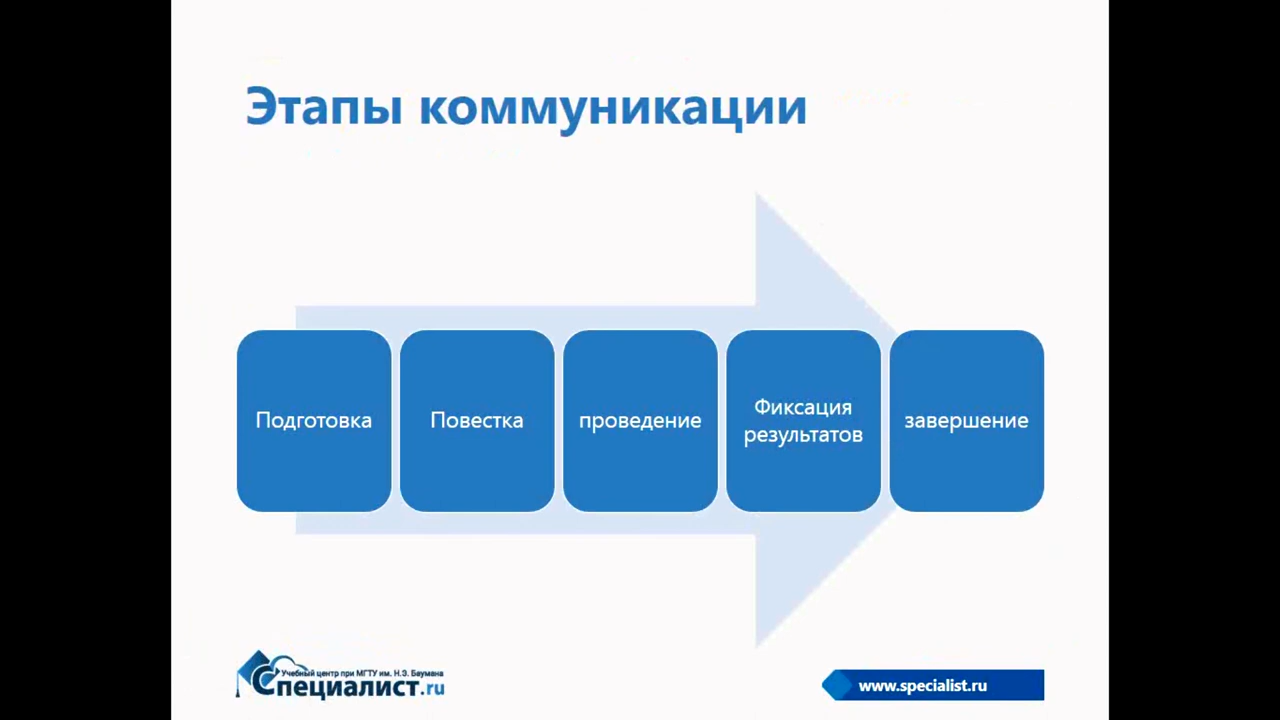 Этапы коммуникации
Подготовка
Повестка
проведение
Фиксация
результатов
завершение
Учебный центр при МГТУ им. Н.Э. Баумана
Специалист.ru
www.specialist.ru